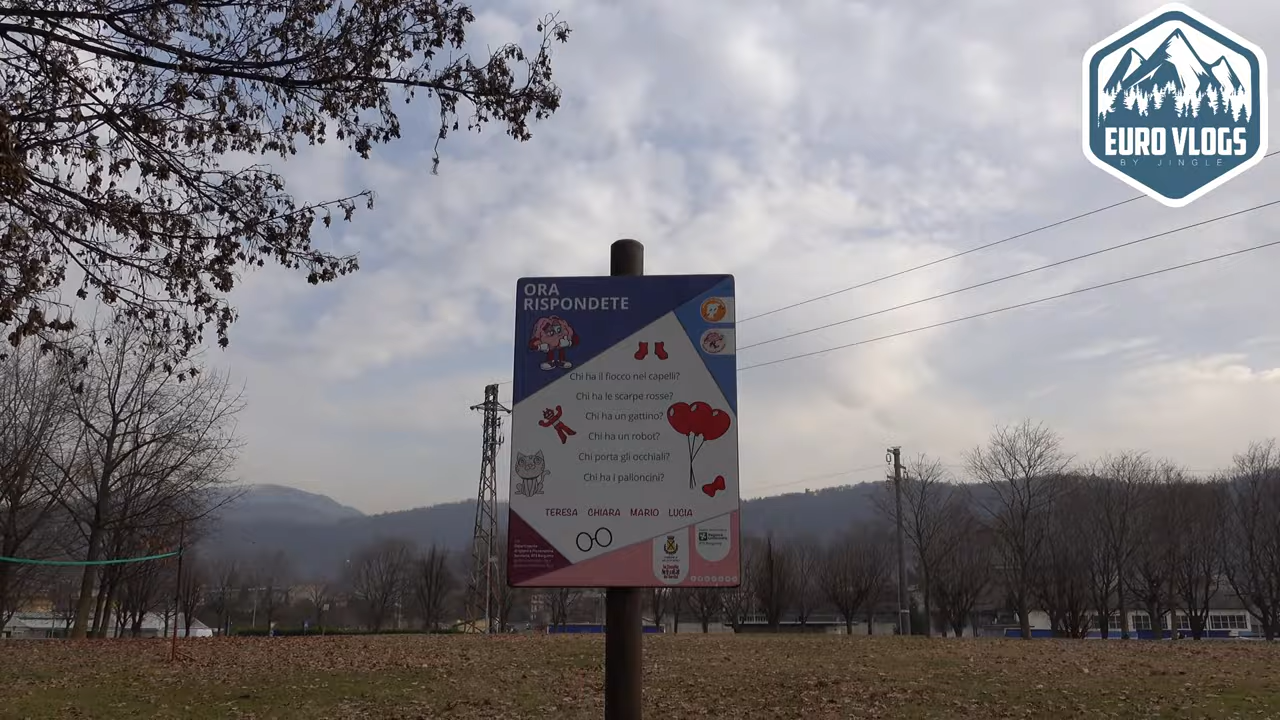 EURO VLOGS
BY JINGLE
ORA
RISPONDETE
Chi ha il fiocco nei capelli?
Chi ha le scarpe rosse?
Chi ha un gattino?
Chi ha un robot?
Chi porta gli occhiali?
Chi ha i palloncini?
TERESA CHIARA MARIO LUCIA